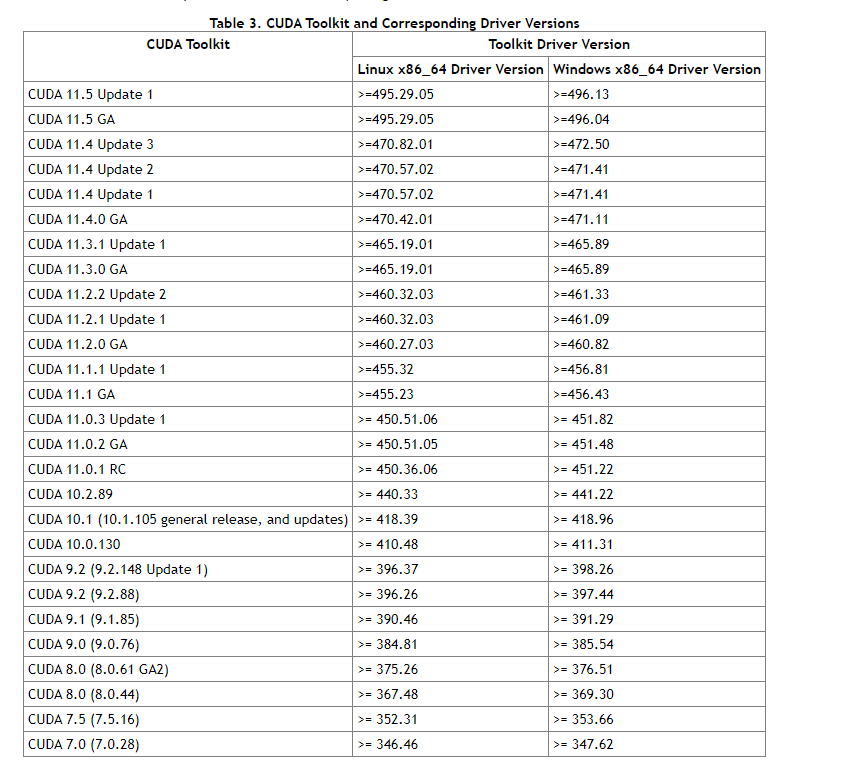 Table 3. CUDA Toolkit and Corresponding Driver Versions
CUDA Toolkit Toolkit Driver Version
Linux x86_64 Driver Version Windows x86_64 Driver Version
CUDA 11.5 Update 1 >=495.29.05 >=496.13
CUDA 11.5 GA >=495.29.05 >=496.04
CUDA 11.4 Update 3 >=470.82.01 >=472.50
CUDA 11.4 Update 2 >=470.57.02 >=471.41
CUDA 11.4 Update 1 >=470.57.02 >=471.41
CUDA 11.4.0 GA >=470.42.01 >=471.11
CUDA 11.3.1 Update 1 >=465.19.01 >=465.89
CUDA 11.3.0 GA >=465.19.01 >=465.89
CUDA 11.2.2 Update 2 >=460.32.03 >=461.33
CUDA 11.2.1 Update 1 >=460.32.03 >=461.09
CUDA 11.2.0 GA >=460.27.03 >=460.82
CUDA 11.1.1 Update 1 >=455.32 >=456.81
CUDA 11.1 GA >=455.23 >=456.43
CUDA 11.0.3 Update 1 >= 450.51.06 >= 451.82
CUDA 11.0.2 GA >= 450.51.05 >= 451.48
CUDA 11.0.1 RC >= 450.36.06 >= 451.22
CUDA 10.2.89 >= 440.33 >= 441.22
CUDA 10.1 (10.1.105 general release, and updates) >= 418.39 >= 418.96
CUDA 10.0.130 >= 410.48 >= 411.31
CUDA 9.2 (9.2.148 Update 1) >= 396.37 >= 398.26
CUDA 9.2 (9.2.88) >= 396.26 >= 397.44
CUDA 9.1 (9.1.85) >= 390.46 >= 391.29
CUDA 9.0 (9.0.76) >= 384.81 >= 385.54
CUDA 8.0 (8.0.61 GA2) >= 375.26 >= 376.51
CUDA 8.0 (8.0.44) >= 367.48 >= 369.30
CUDA 7.5 (7.5.16) >= 352.31 >= 353.66
CUDA 7.0 (7.0.28) >= 346.46 >= 347.62